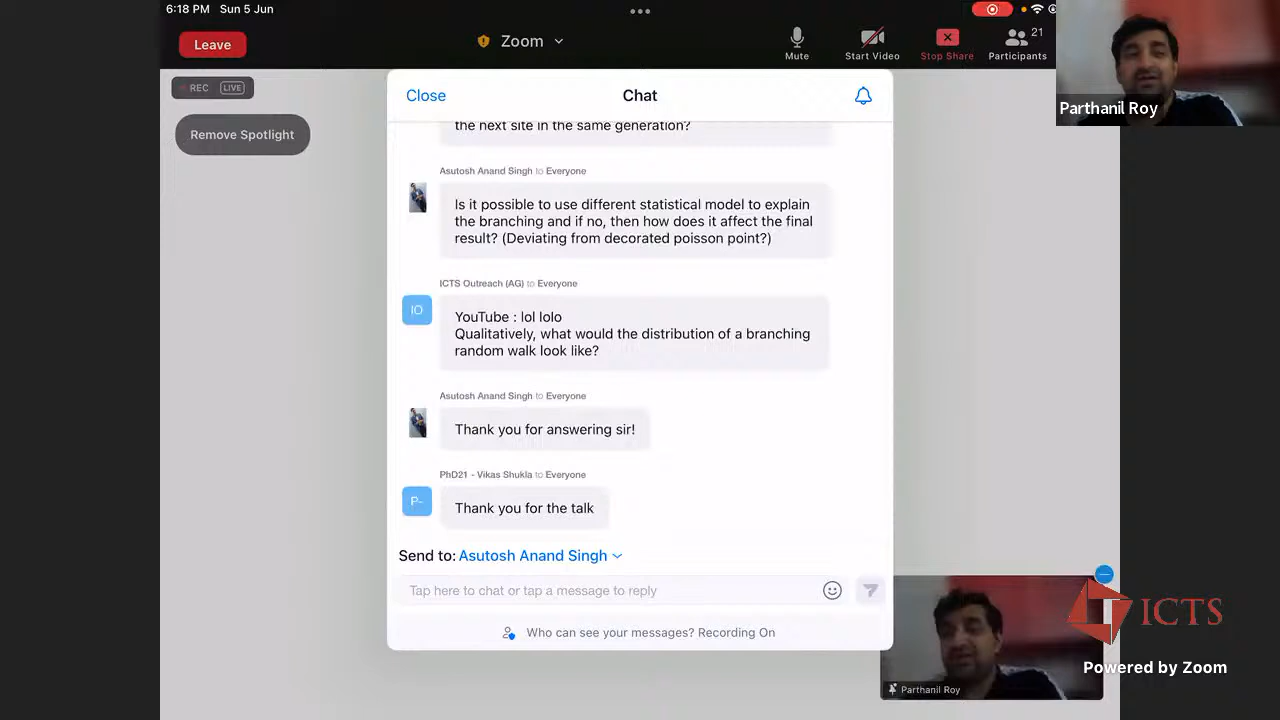 6:18 PM Sun 5 Jun
Leave
Zoom
Mute
Start Video
Stop Share
Participants
21
Parthanil Roy
REC LIVE
Remove Spotlight
Close
Chat
the next site in the same generation?
Asutosh Anand Singh to Everyone
Is it possible to use different statistical model to explain
the branching and if no, then how does it affect the final
result? (Deviating from decorated poisson point?)
ICTS Outreach (AG) to Everyone
IO
YouTube : lol lolo
Qualitatively, what would the distribution of a branching
random walk look like?
Asutosh Anand Singh to Everyone
Thank you for answering sir!
PhD21 - Vikas Shukla to Everyone
P-
Thank you for the talk
Send to: Asutosh Anand Singh
Tap here to chat or tap a message to reply
Who can see your messages? Recording On
ICTS
Powered by Zoom
Parthanil Roy